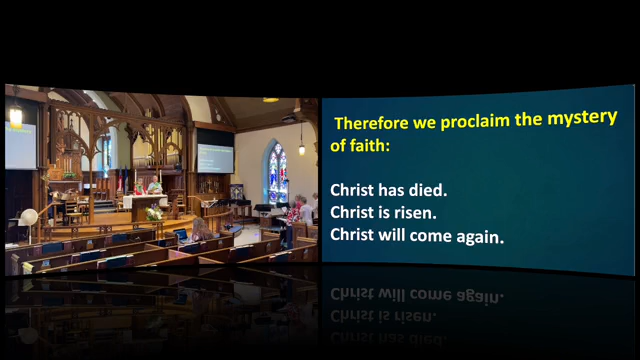 Therefore we proclaim the mystery
of faith:
Christ has died.
Christ is risen.
Christ will come again.